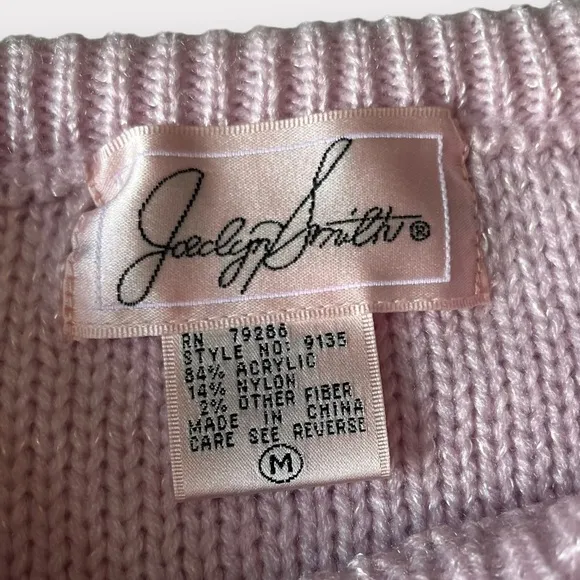 Jaclyn Smith®
RN 79286
STYLE NO: 9135
84% ACRYLIC
14% NYLON
2% OTHER FIBER
MADE IN CHINA
CARE SEE REVERSE
M